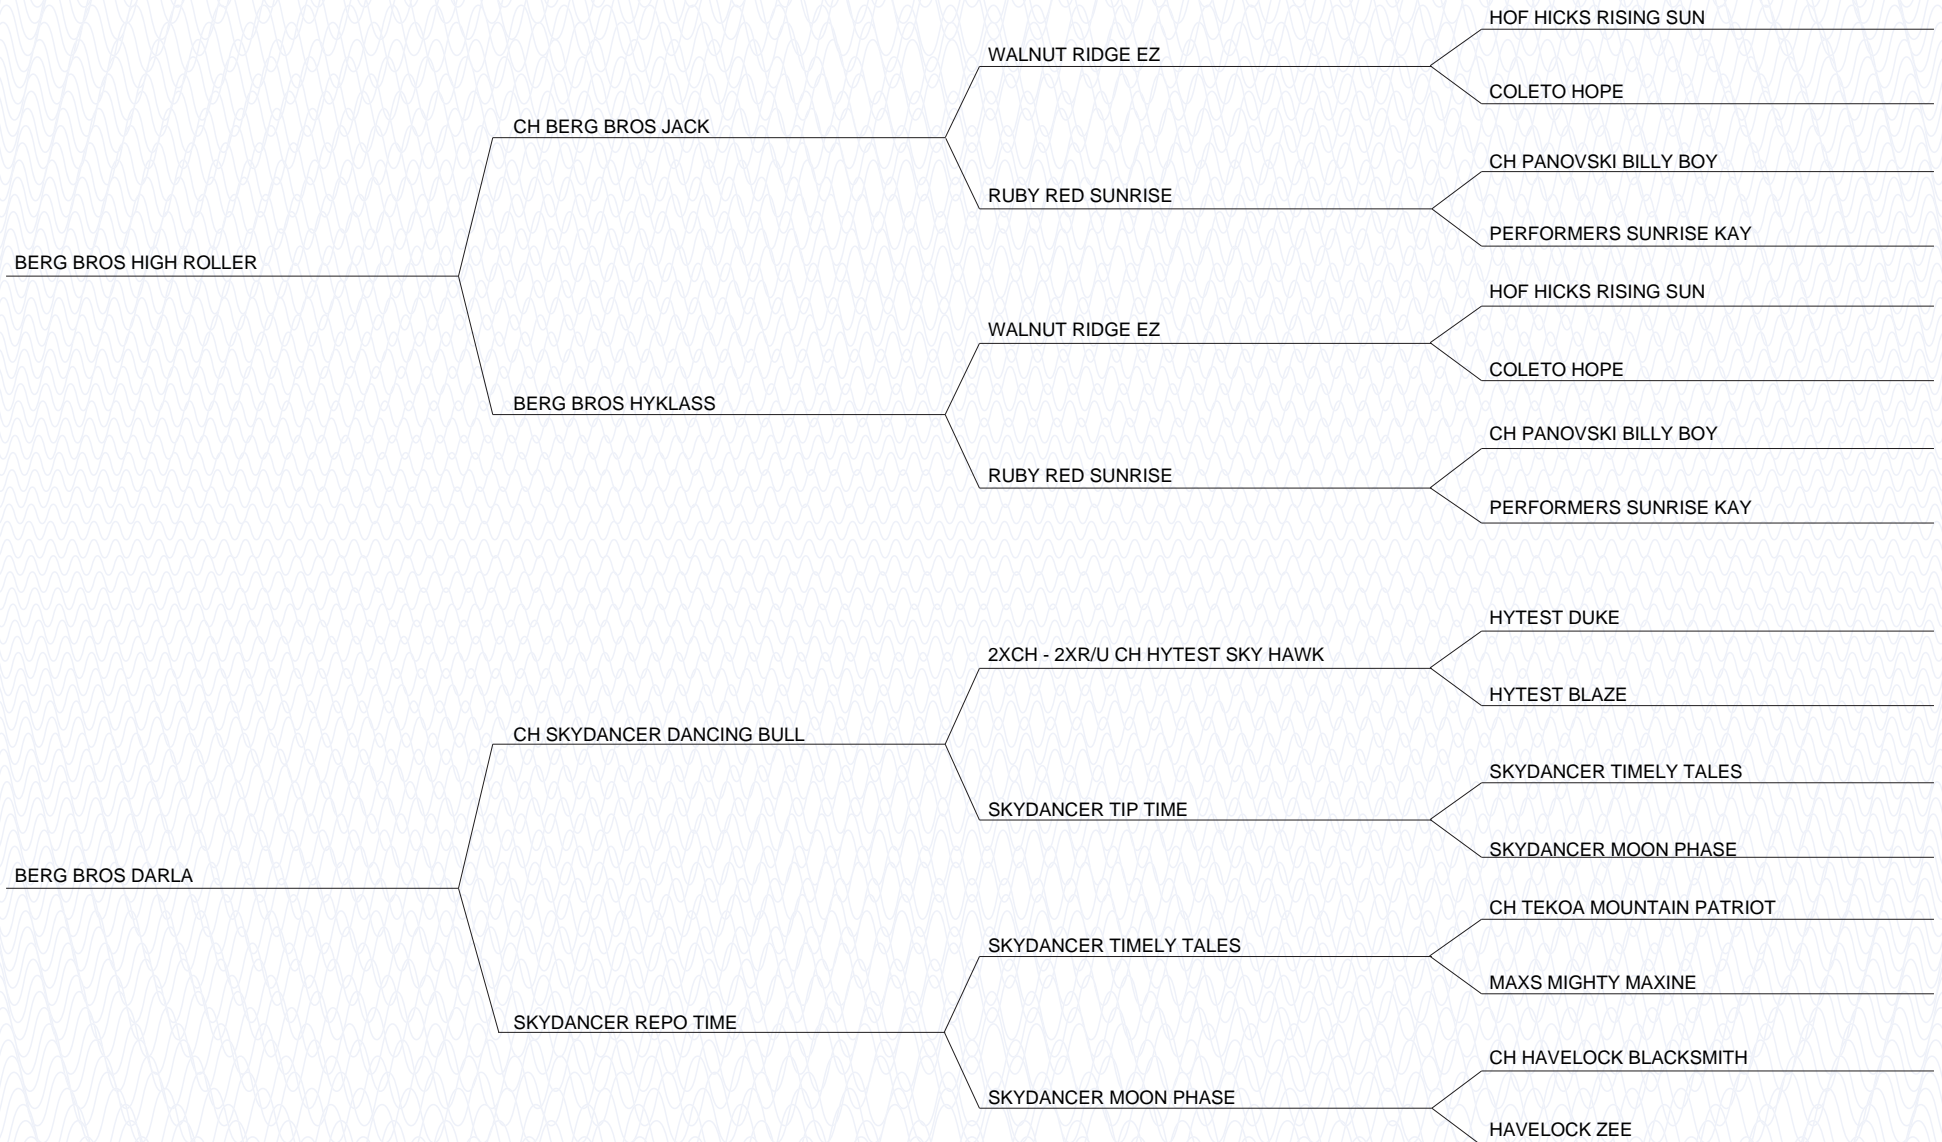 HOF HICKS RISING SUN
WALNUT RIDGE EZ
COLETO HOPE
CH BERG BROS JACK
CH PANOVSKI BILLY BOY
RUBY RED SUNRISE
PERFORMERS SUNRISE KAY
BERG BROS HIGH ROLLER
HOF HICKS RISING SUN
WALNUT RIDGE EZ
COLETO HOPE
BERG BROS HYKLASS
CH PANOVSKI BILLY BOY
RUBY RED SUNRISE
PERFORMERS SUNRISE KAY
HYTEST DUKE
2XCH - 2XR/U CH HYTEST SKY HAWK
HYTEST BLAZE
CH SKYDANCER DANCING BULL
SKYDANCER TIMELY TALES
SKYDANCER TIP TIME
SKYDANCER MOON PHASE
BERG BROS DARLA
CH TEKOA MOUNTAIN PATRIOT
SKYDANCER TIMELY TALES
MAXS MIGHTY MAXINE
SKYDANCER REPO TIME
CH HAVELOCK BLACKSMITH
SKYDANCER MOON PHASE
HAVELOCK ZEE